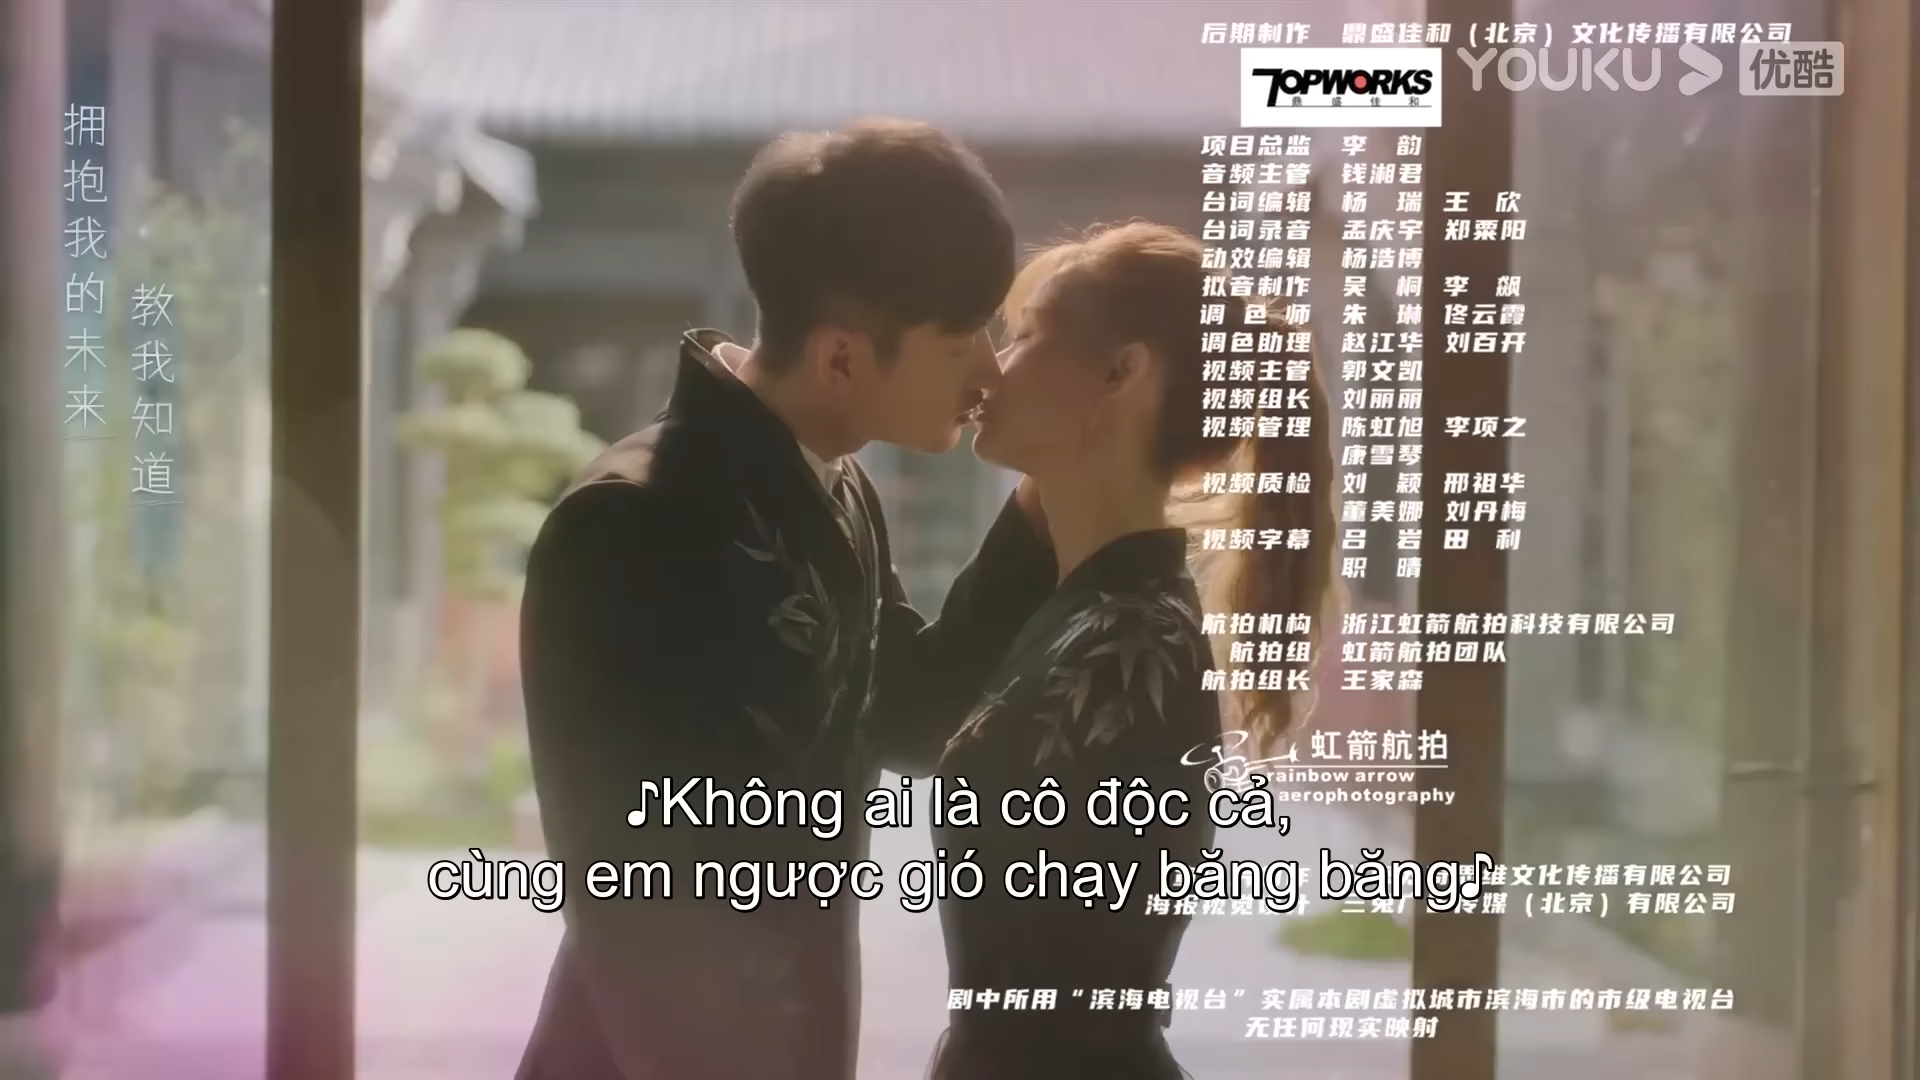 后期制作 鼎盛佳和（北京）文化传播有限公司
YOUKU 优酷
TOPWORKS
鼎盛佳和
拥抱我的未来
教我知道
项目总监 李 韵
音频主管 钱湘君
台词编辑 杨 瑞 王 欣
台词录音 孟庆宇 郑粟阳
动效编辑 杨浩博
拟音制作 吴 桐 李 飙
调 色 师 朱 琳 佟云霞
调色助理 赵江华 刘百开
视频主管 郭文凯
视频组长 刘丽丽
视频管理 陈虹旭 李项之
康雪琴
视频质检 刘 颖 邢祖华
董美娜 刘丹梅
视频字幕 吕 岩 田 利
职 晴
航拍机构 浙江虹箭航拍科技有限公司
航拍组 虹箭航拍团队
航拍组长 王家森
虹箭航拍
rainbow arrow
aerophotography
♪Không ai là cô độc cả,
cùng em ngược gió chạy băng băng♪
维文化传播有限公司
海报视觉设计 传媒（北京）有限公司
剧中所用“滨海电视台”实属本剧虚拟城市滨海市的市级电视台
无任何现实映射